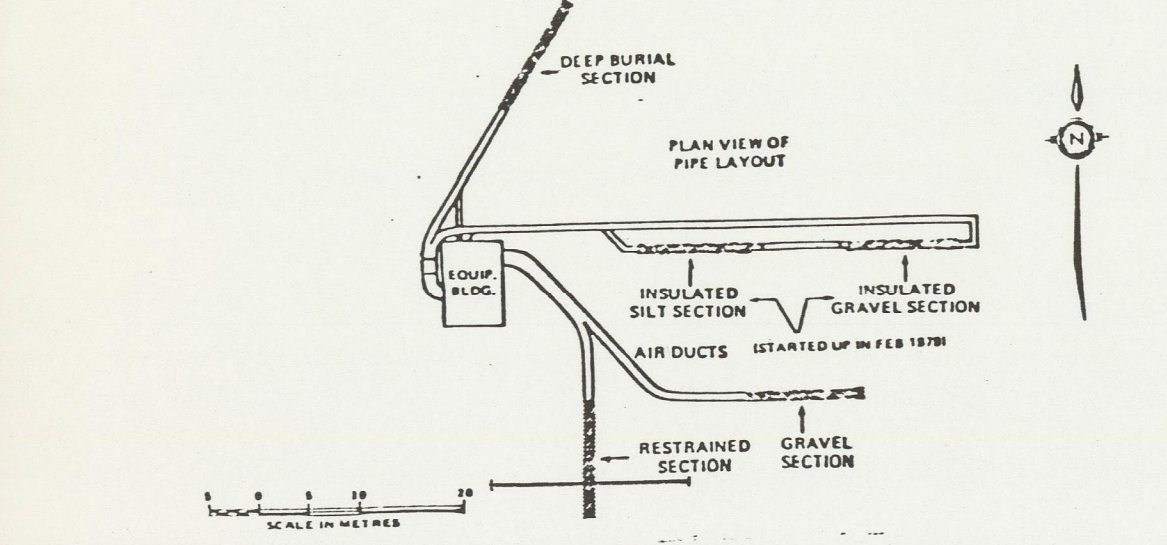 DEEP BURIAL
SECTION
PLAN VIEW OF
PIPE LAYOUT
N
EQUIP.
BLDG.
INSULATED
SILT SECTION
INSULATED
GRAVEL SECTION
(STARTED UP IN FEB 1979)
AIR DUCTS
RESTRAINED
SECTION
GRAVEL
SECTION
5 0 5 10 20
SCALE IN METRES